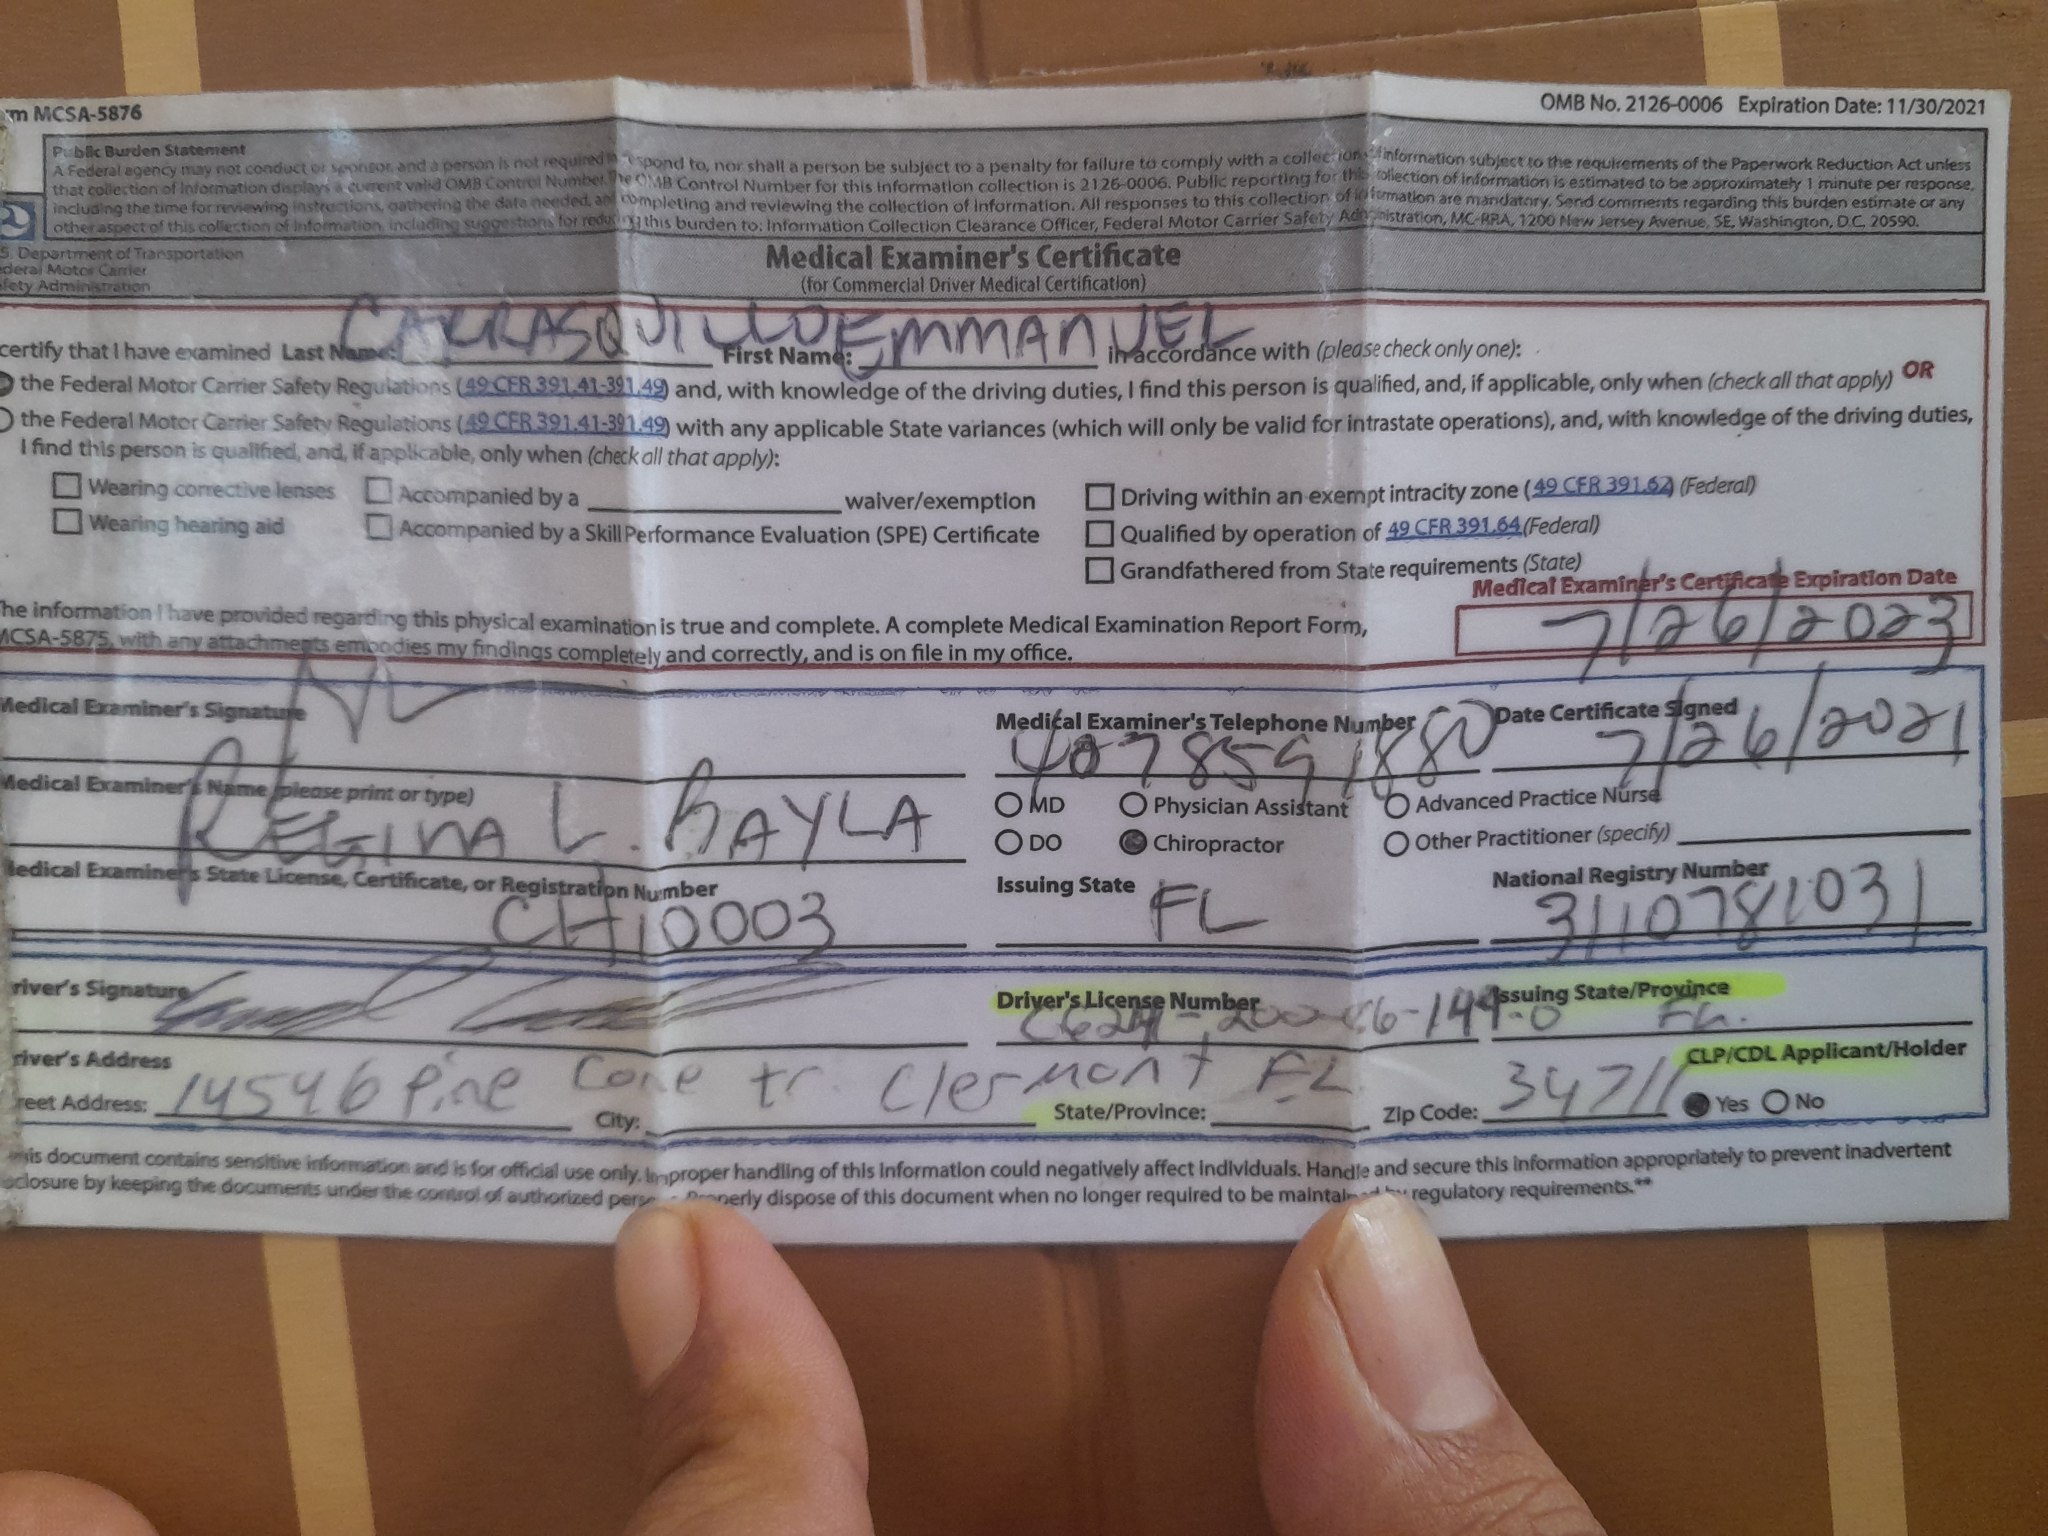 m MCSA-5876
OMB No. 2126-0006 Expiration Date: 11/30/2021
Public Burden Statement
A Federal agency may not conduct or sponsor, and a person is not required to respond to, nor shall a person be subject to a penalty for failure to comply with a collection of information subject to the requirements of the Paperwork Reduction Act unless
that collection of information displays a current valid OMB Control Number. The OMB Control Number for this information collection is 2126-0006. Public reporting for this collection of information is estimated to be approximately 1 minute per response,
including the time for reviewing instructions, gathering the data needed, and completing and reviewing the collection of information. All responses to this collection of information are mandatory. Send comments regarding this burden estimate or any
other aspect of this collection of information, including suggestions for reducing this burden to: Information Collection Clearance Officer, Federal Motor Carrier Safety Administration, MC-RRA, 1200 New Jersey Avenue, SE, Washington, D.C. 20590.
S. Department of Transportation
deral Motor Carrier
fety Administration
Medical Examiner's Certificate
(for Commercial Driver Medical Certification)
certify that I have examined Last Name: CARRASQUILLO First Name: EMMANUEL in accordance with (please check only one):
the Federal Motor Carrier Safety Regulations (49 CFR 391.41-391.49) and, with knowledge of the driving duties, I find this person is qualified, and, if applicable, only when (check all that apply) OR
the Federal Motor Carrier Safety Regulations (49 CFR 391.41-391.49) with any applicable State variances (which will only be valid for intrastate operations), and, with knowledge of the driving duties,
I find this person is qualified, and, if applicable, only when (check all that apply):
Wearing corrective lenses Accompanied by a waiver/exemption Driving within an exempt intracity zone (49 CFR 391.62) (Federal)
Wearing hearing aid Accompanied by a Skill Performance Evaluation (SPE) Certificate Qualified by operation of 49 CFR 391.64 (Federal)
Grandfathered from State requirements (State)
Medical Examiner's Certificate Expiration Date
7/26/2023
he information I have provided regarding this physical examination is true and complete. A complete Medical Examination Report Form,
MCSA-5875, with any attachments embodies my findings completely and correctly, and is on file in my office.
Medical Examiner's Signature
Medical Examiner's Telephone Number
4078591880
Date Certificate Signed
7/26/2021
Medical Examiner's Name (please print or type)
REGINA L.
MD Physician Assistant Advanced Practice Nurse
DO Chiropractor Other Practitioner (specify)
Medical Examiner's State License, Certificate, or Registration Number
CH10003
Issuing State
FL
National Registry Number
3110781031
river's Signature
Driver's License Number
Issuing State/Province
FL.
river's Address
CLP/CDL Applicant/Holder
reet Address: 14546 Pine Cone tr. City: Clermont State/Province: FL Zip Code: 34711 Yes No
his document contains sensitive information and is for official use only. Improper handling of this information could negatively affect individuals. Handle and secure this information appropriately to prevent inadvertent
sclosure by keeping the documents under the control of authorized perso Properly dispose of this document when no longer required to be maintained by regulatory requirements.**